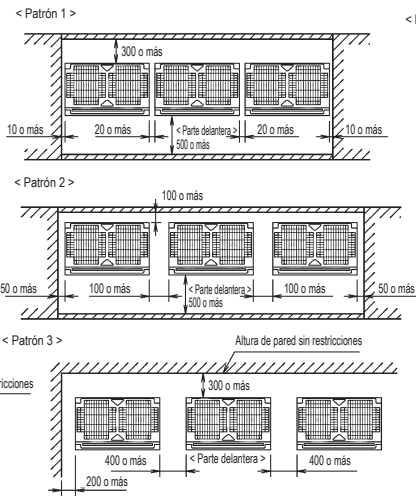 < Patrón 1 >
300 o más
10 o más
20 o más
< Parte delantera >
500 o más
20 o más
10 o más
< Patrón 2 >
100 o más
50 o más
100 o más
< Parte delantera >
500 o más
100 o más
50 o más
< Patrón 3 >
Altura de pared sin restricciones
300 o más
400 o más
< Parte delantera >
400 o más
200 o más